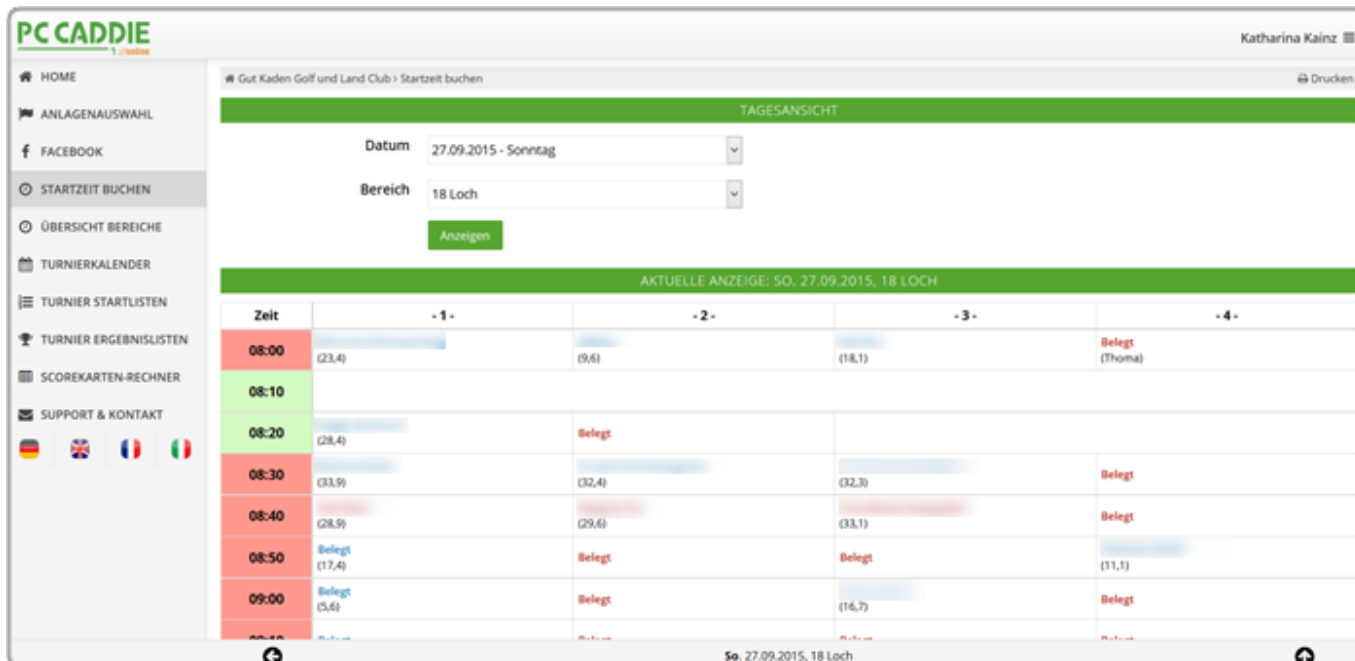 PC CADDIE
://online
Katharina Kainz
HOME
ANLAGENAUSWAHL
FACEBOOK
STARTZEIT BUCHEN
ÜBERSICHT BEREICHE
TURNIERKALENDER
TURNIER STARTLISTEN
TURNIER ERGEBNISLISTEN
SCOREKARTEN-RECHNER
SUPPORT & KONTAKT
Gut Kaden Golf und Land Club › Startzeit buchen
Drucken
TAGESANSICHT
Datum 27.09.2015 - Sonntag
Bereich 18 Loch
Anzeigen
AKTUELLE ANZEIGE: SO. 27.09.2015, 18 LOCH
Zeit - 1 - - 2 - - 3 - - 4 -
08:00 Belegt
(23,4) (9,6) (18,1) (Thoma)
08:10
08:20 Belegt
(28,4)
08:30 Belegt
(33,9) (32,4) (32,3)
08:40 Belegt
(28,9) (29,6) (33,1)
08:50 Belegt Belegt Belegt
(17,4) (11,1)
09:00 Belegt Belegt Belegt
(5,6) (16,7)
So. 27.09.2015, 18 Loch